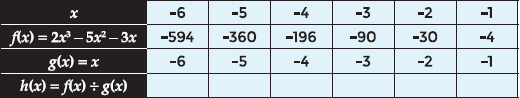 x -6 -5 -4 -3 -2 -1
f(x) = 2x³ – 5x² – 3x -594 -360 -196 -90 -30 -4
g(x) = x -6 -5 -4 -3 -2 -1
h(x) = f(x) ÷ g(x)